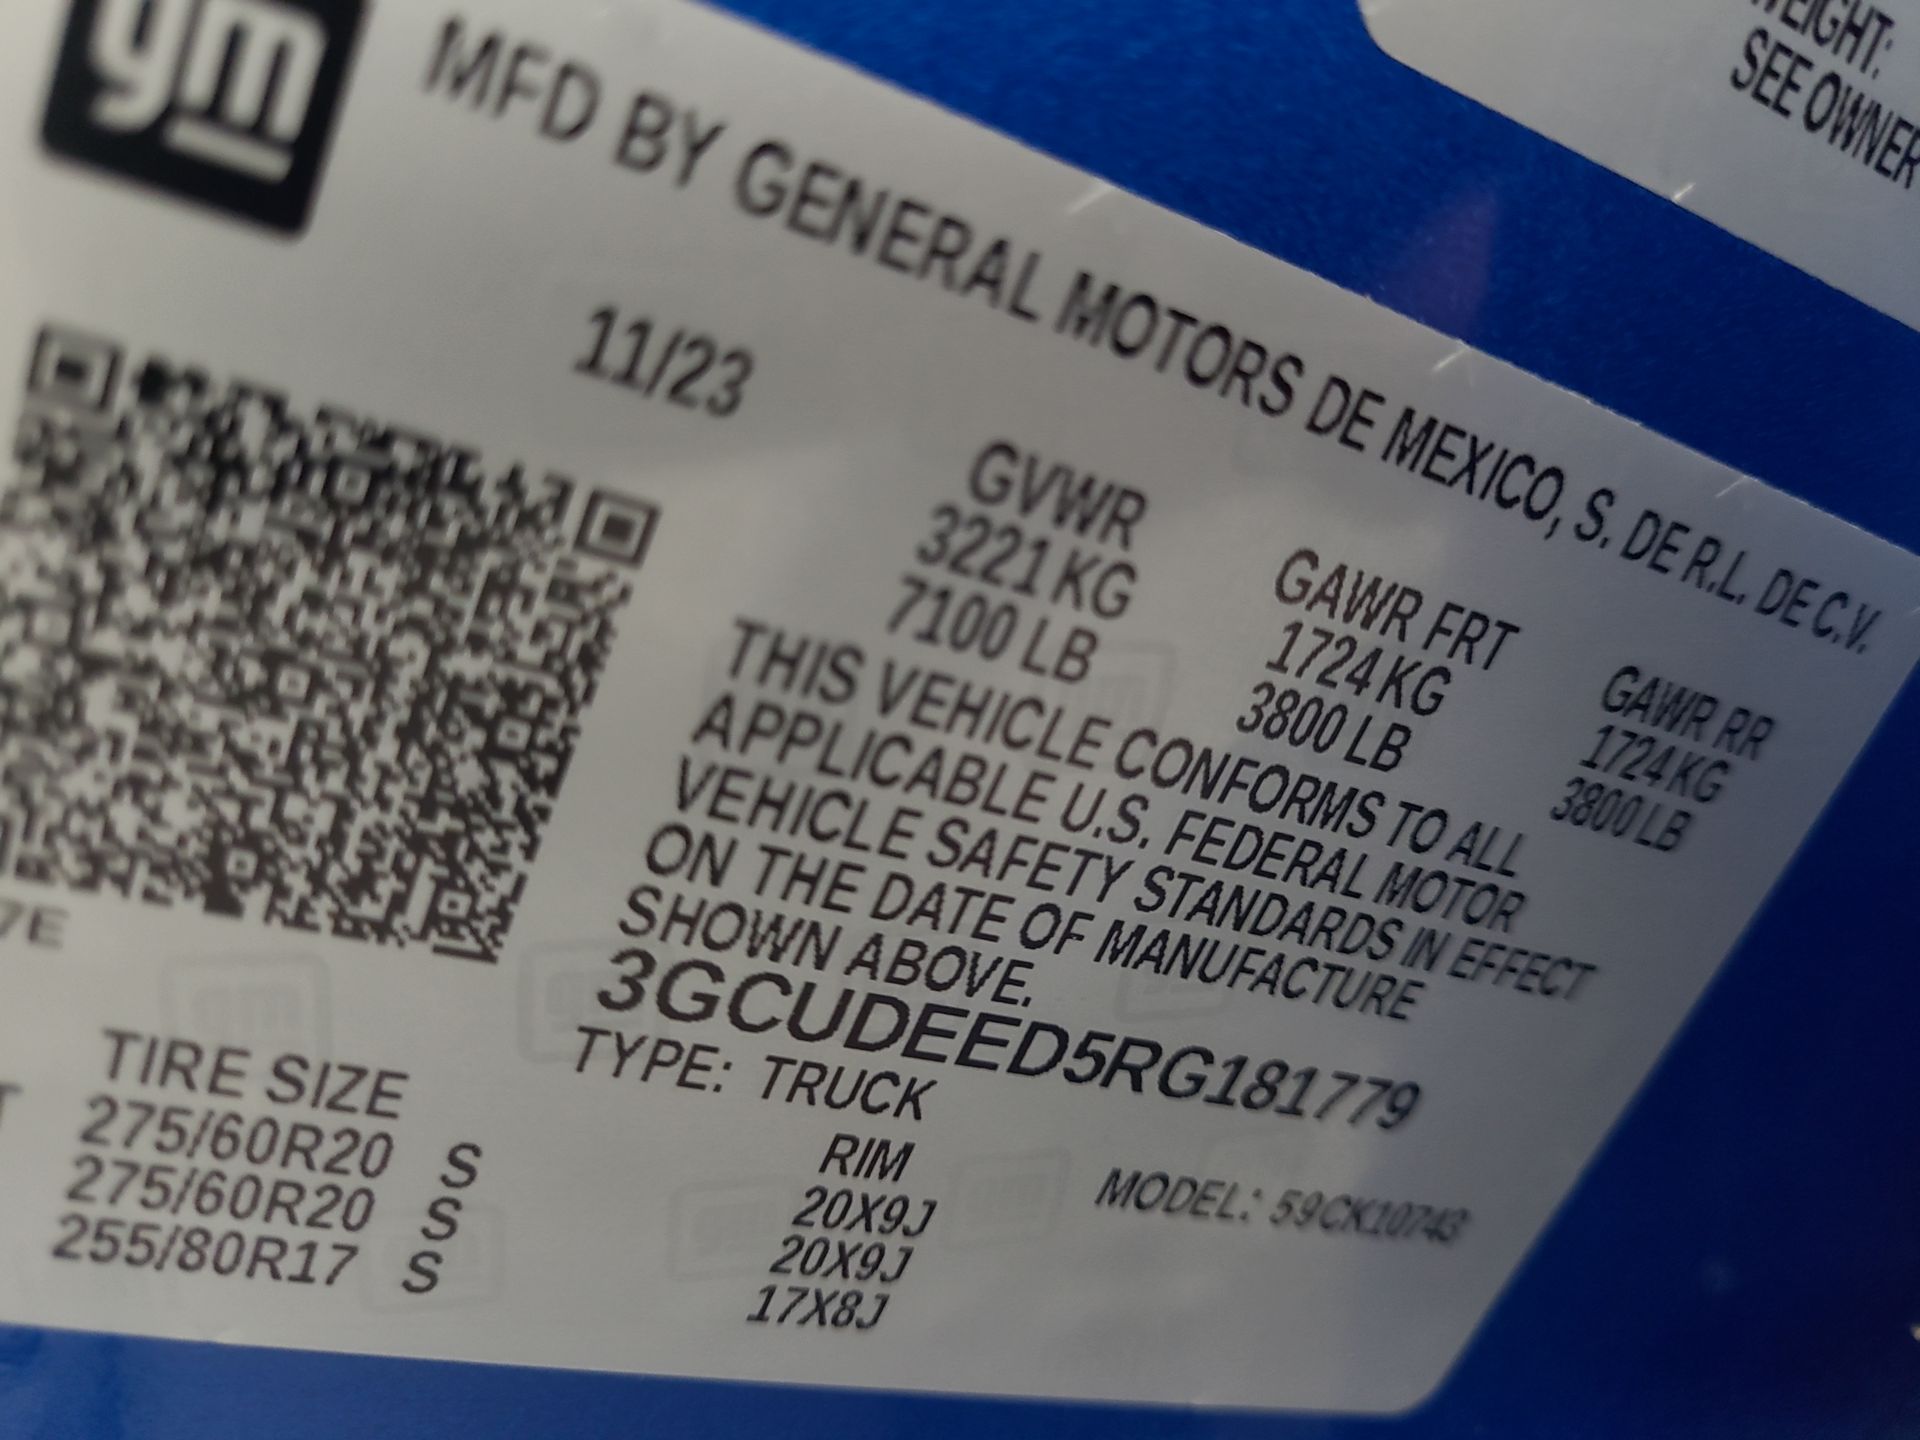 gm
MFD BY GENERAL MOTORS DE MEXICO, S. DE R.L. DE C.V.
11/23
GVWR GAWR FRT GAWR RR
3221 KG 1724 KG 1724 KG
7100 LB 3800 LB 3800 LB
THIS VEHICLE CONFORMS TO ALL
APPLICABLE U.S. FEDERAL MOTOR
VEHICLE SAFETY STANDARDS IN EFFECT
ON THE DATE OF MANUFACTURE
SHOWN ABOVE.
3GCUDEED5RG181779
TYPE: TRUCK MODEL: 59CK10743
7E
TIRE SIZE RIM
275/60R20 S 20X9J
275/60R20 S 20X9J
255/80R17 S 17X8J
WEIGHT:
SEE OWNER